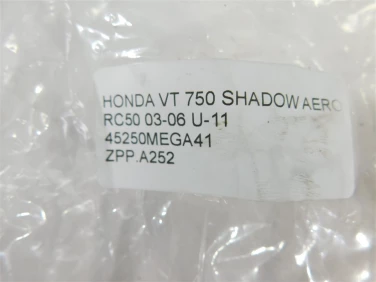 HONDA VT 750 SHADOW AERO
RC50 03-06 U-11
45250MEGA41
ZPP.A252